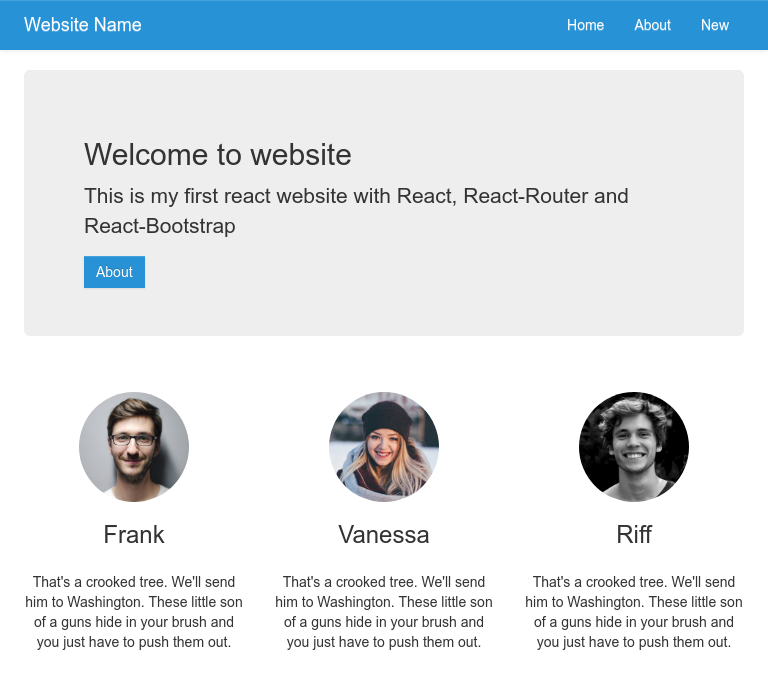 Website Name
Home About New
Welcome to website
This is my first react website with React, React-Router and
React-Bootstrap
About
Frank
That's a crooked tree. We'll send
him to Washington. These little son
of a guns hide in your brush and
you just have to push them out.
Vanessa
That's a crooked tree. We'll send
him to Washington. These little son
of a guns hide in your brush and
you just have to push them out.
Riff
That's a crooked tree. We'll send
him to Washington. These little son
of a guns hide in your brush and
you just have to push them out.